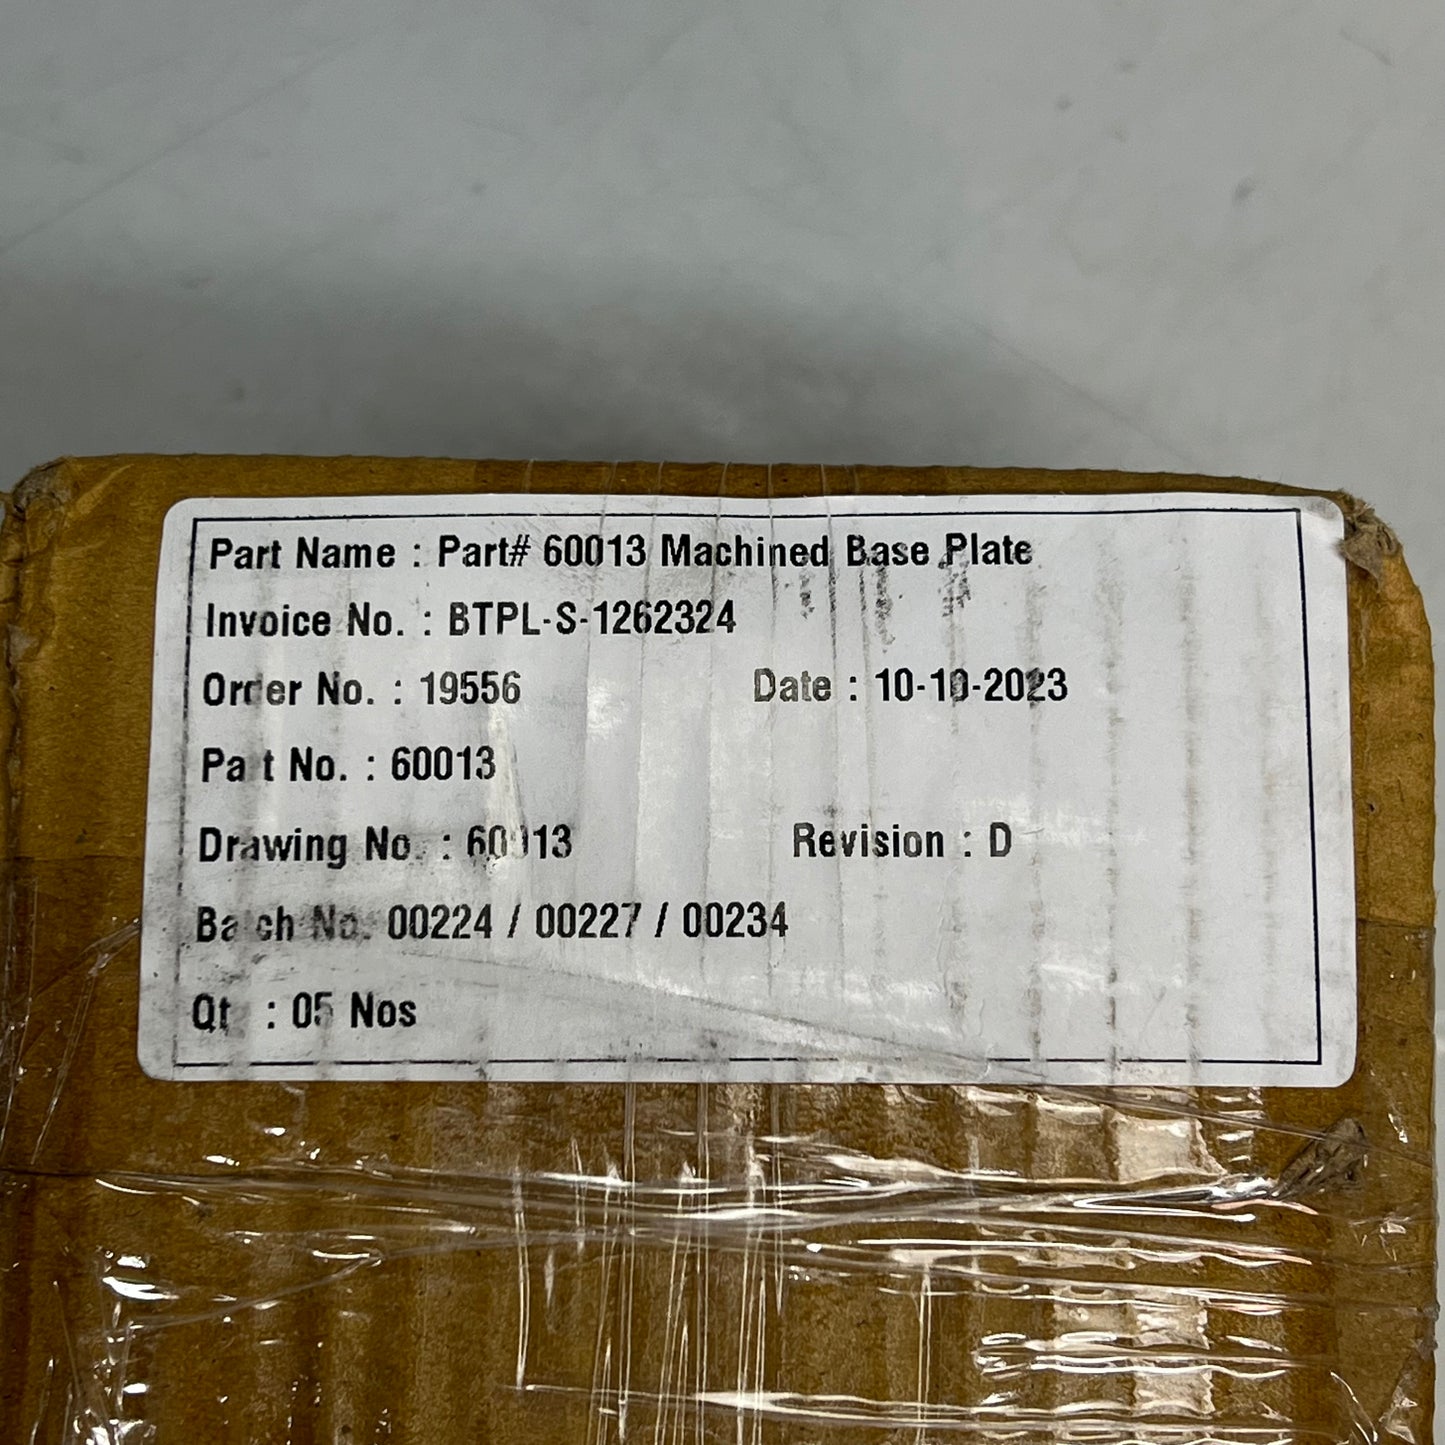 Part Name : Part# 60013 Machined Base Plate
Invoice No. : BTPL-S-1262324
Order No. : 19556 Date : 10-10-2023
Part No. : 60013
Drawing No. : 60013 Revision : D
Batch No. 00224 / 00227 / 00234
Qty : 05 Nos